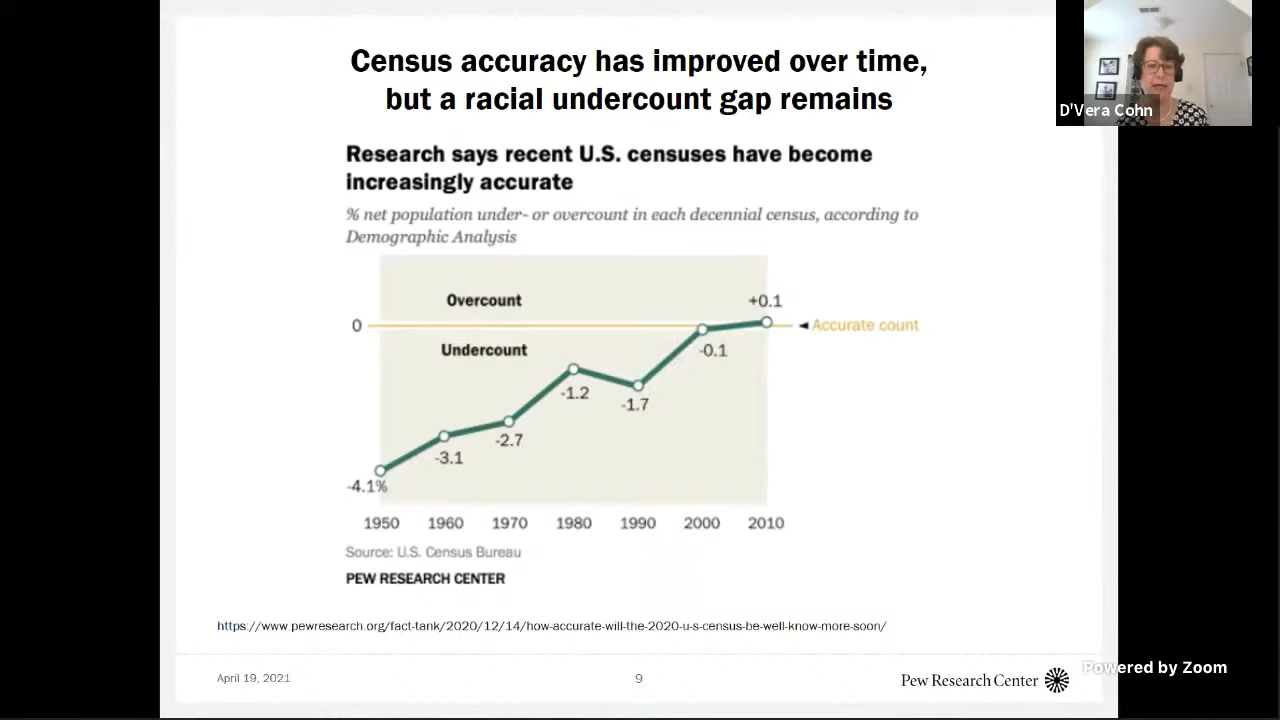 Census accuracy has improved over time,
but a racial undercount gap remains
D'Vera Cohn
Research says recent U.S. censuses have become
increasingly accurate
% net population under- or overcount in each decennial census, according to
Demographic Analysis
Overcount
+0.1
0
◄ Accurate count
Undercount
-0.1
-1.2
-1.7
-2.7
-3.1
-4.1%
1950 1960 1970 1980 1990 2000 2010
Source: U.S. Census Bureau
PEW RESEARCH CENTER
https://www.pewresearch.org/fact-tank/2020/12/14/how-accurate-will-the-2020-u-s-census-be-well-know-more-soon/
April 19, 2021
9
Pew Research Center
Powered by Zoom